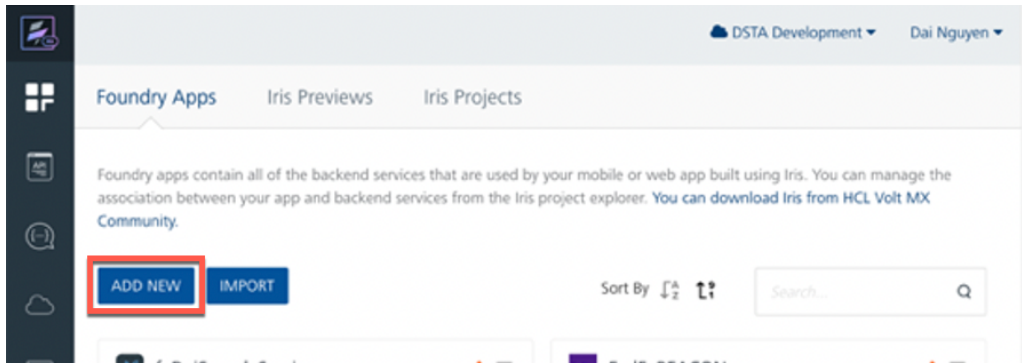 DSTA Development Dai Nguyen
Foundry Apps Iris Previews Iris Projects
API
Foundry apps contain all of the backend services that are used by your mobile or web app built using Iris. You can manage the
association between your app and backend services from the Iris project explorer. You can download Iris from HCL Volt MX
Community.
ADD NEW IMPORT Sort By Search...